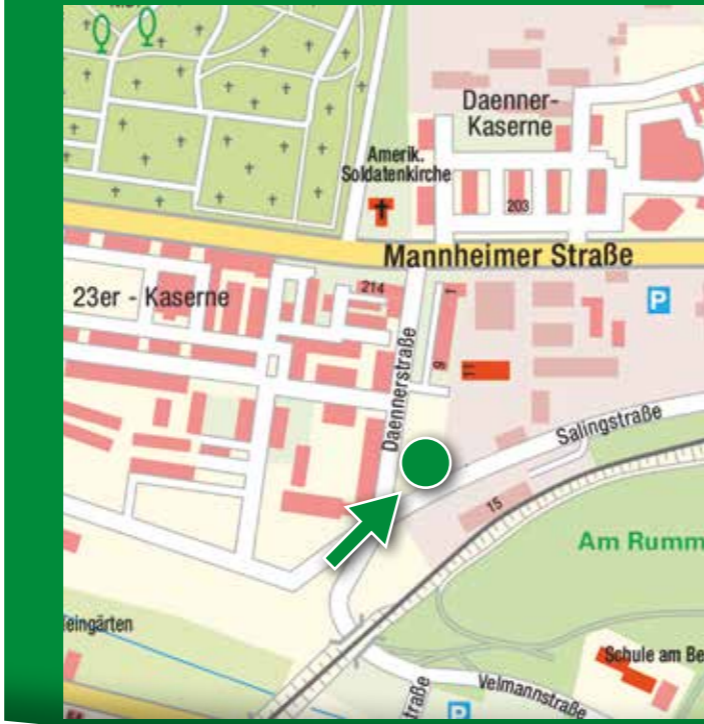 Daenner-
Kaserne
Amerik.
Soldatenkirche
203
Mannheimer Straße
23er - Kaserne
214
1
P
Daennerstraße
9
11
Salingstraße
15
Am Rumm
eingärten
Schule am Be
Velmannstraße
traße
P